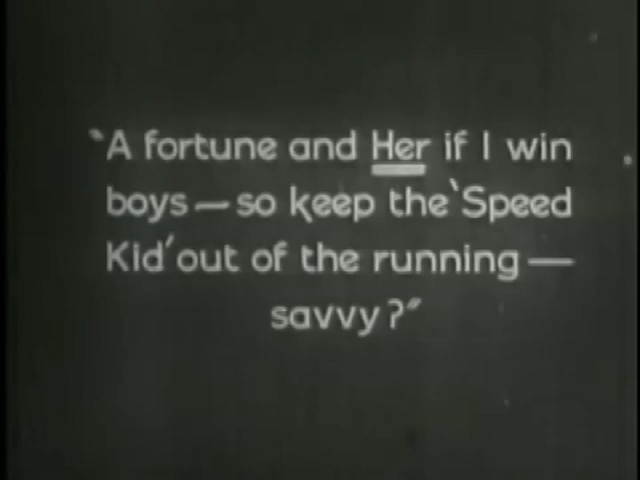 "A fortune and Her if I win
boys — so keep the 'Speed
Kid' out of the running —
savvy?"